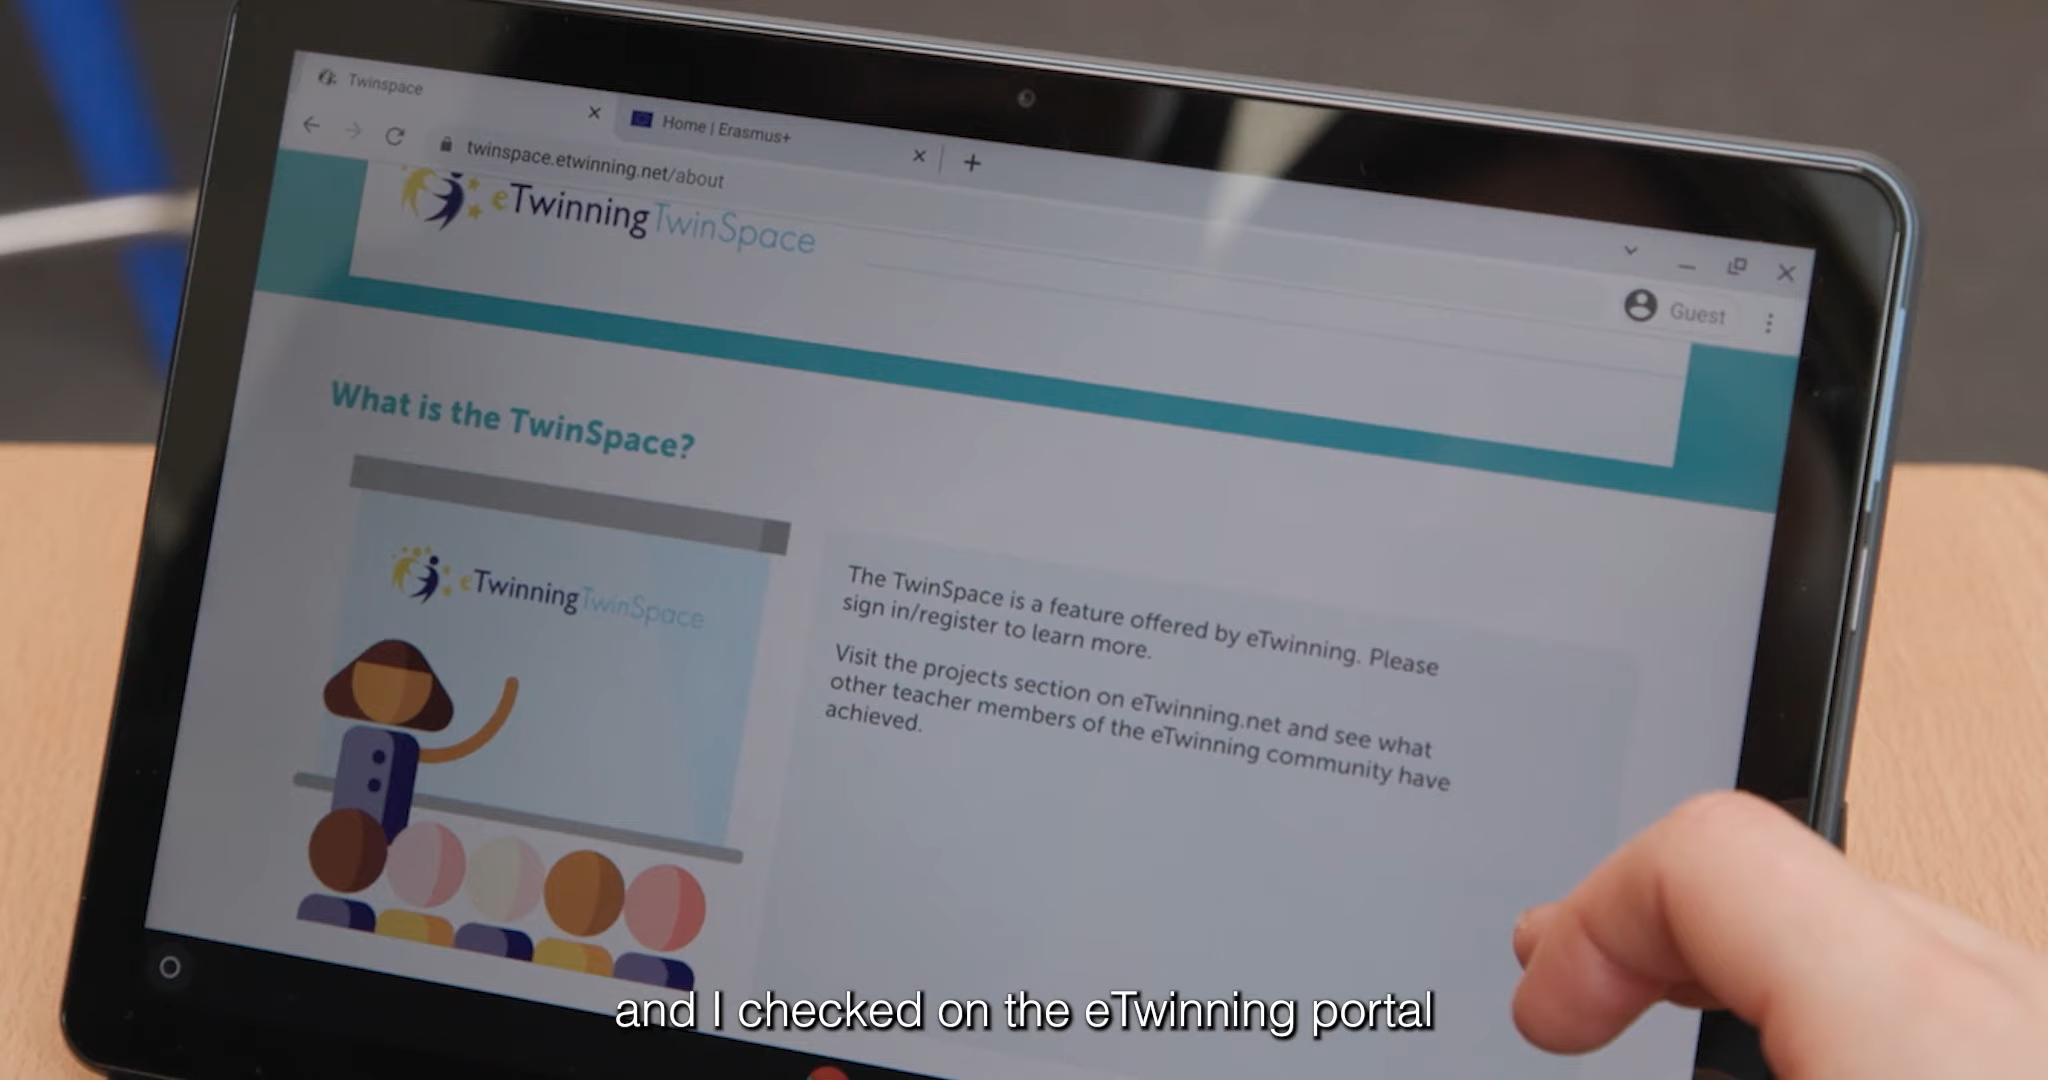 Twinspace
Home | Erasmus+
twinspace.etwinning.net/about
Guest
eTwinning TwinSpace
What is the TwinSpace?
eTwinning TwinSpace
The TwinSpace is a feature offered by eTwinning. Please
sign in/register to learn more.
Visit the projects section on eTwinning.net and see what
other teacher members of the eTwinning community have
achieved.
and I checked on the eTwinning portal